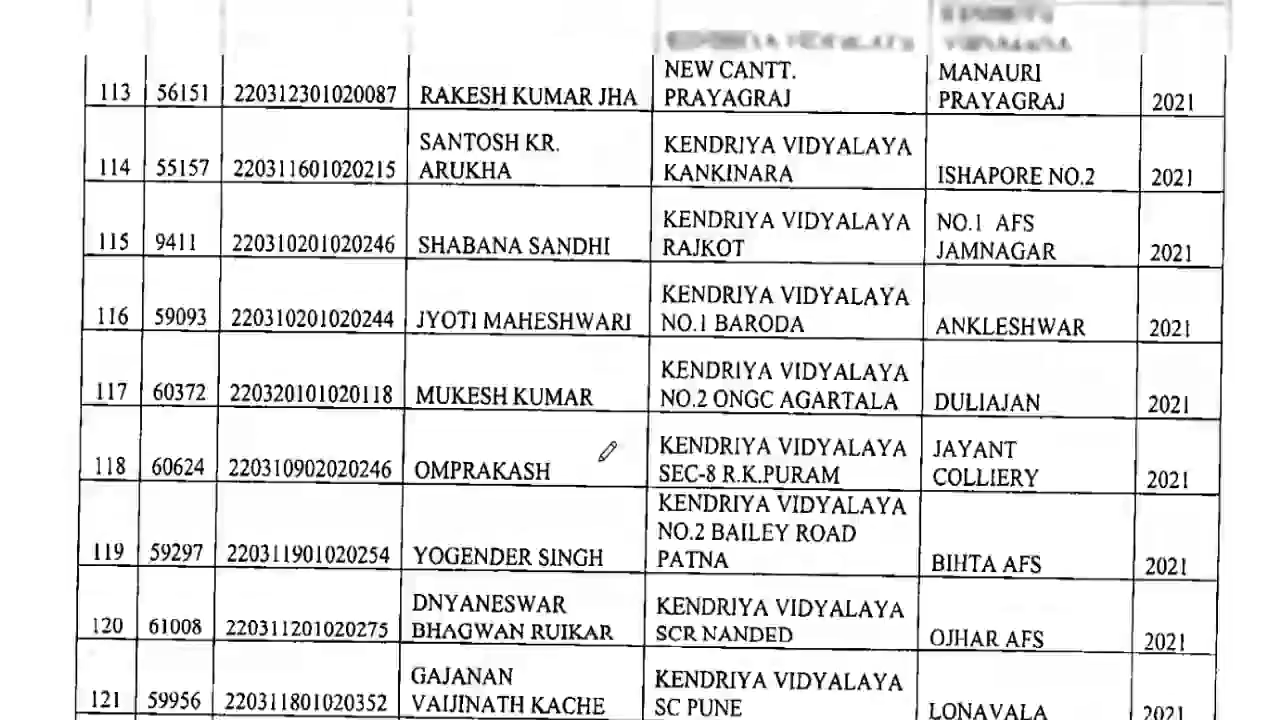 NEW CANTT. MANAURI
113 56151 220312301020087 RAKESH KUMAR JHA PRAYAGRAJ PRAYAGRAJ 2021
SANTOSH KR. KENDRIYA VIDYALAYA
114 55157 220311601020215 ARUKHA KANKINARA ISHAPORE NO.2 2021
KENDRIYA VIDYALAYA NO.1 AFS
115 9411 220310201020246 SHABANA SANDHI RAJKOT JAMNAGAR 2021
KENDRIYA VIDYALAYA
116 59093 220310201020244 JYOTI MAHESHWARI NO.1 BARODA ANKLESHWAR 2021
KENDRIYA VIDYALAYA
117 60372 220320101020118 MUKESH KUMAR NO.2 ONGC AGARTALA DULIAJAN 2021
KENDRIYA VIDYALAYA JAYANT
118 60624 220310902020246 OMPRAKASH SEC-8 R.K.PURAM COLLIERY 2021
KENDRIYA VIDYALAYA
NO.2 BAILEY ROAD
119 59297 220311901020254 YOGENDER SINGH PATNA BIHTA AFS 2021
DNYANESWAR KENDRIYA VIDYALAYA
120 61008 220311201020275 BHAGWAN RUIKAR SCR NANDED OJHAR AFS 2021
GAJANAN KENDRIYA VIDYALAYA
121 59956 220311801020352 VAIJINATH KACHE SC PUNE LONAVALA 2021